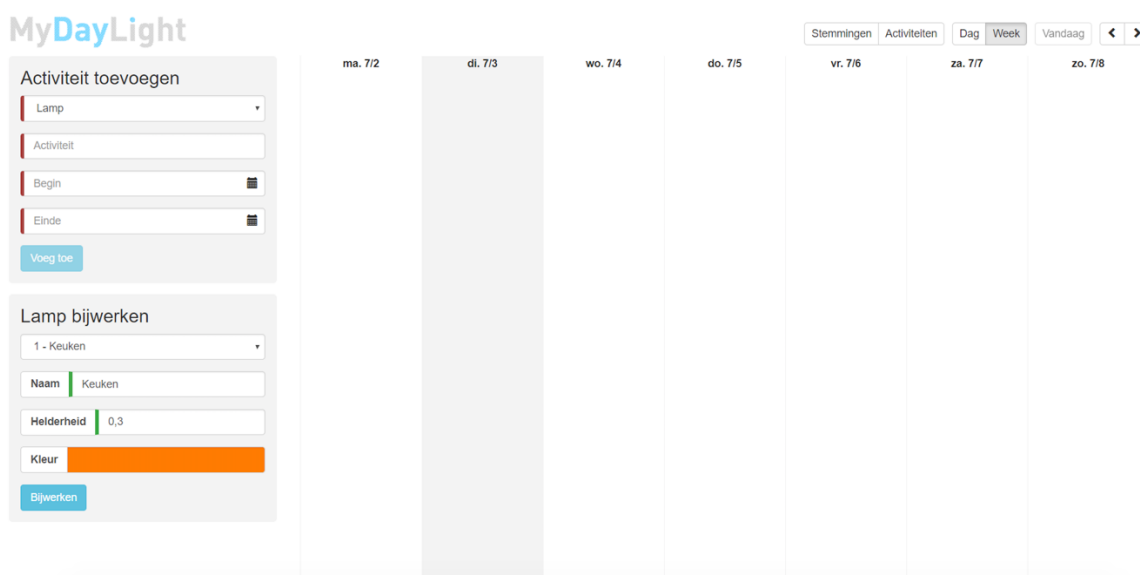 MyDayLight
Stemmingen Activiteiten Dag Week Vandaag
Activiteit toevoegen
Lamp
Activiteit
Begin
Einde
Voeg toe
Lamp bijwerken
1 - Keuken
Naam Keuken
Helderheid 0,3
Kleur
Bijwerken
ma. 7/2 di. 7/3 wo. 7/4 do. 7/5 vr. 7/6 za. 7/7 zo. 7/8